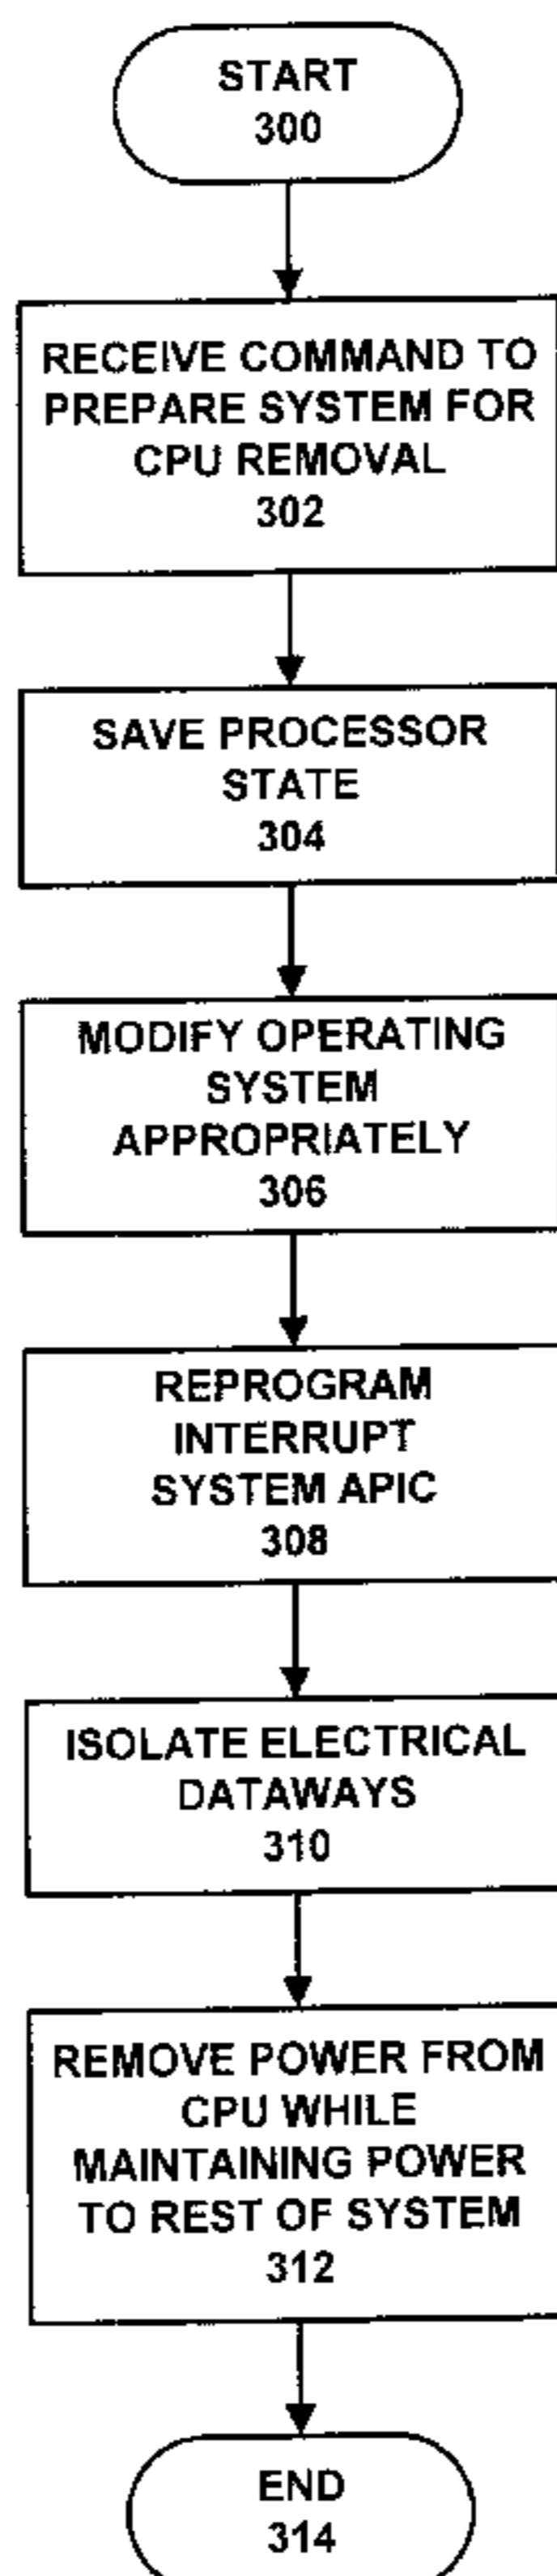 START
300
RECEIVE COMMAND TO
PREPARE SYSTEM FOR
CPU REMOVAL
302
SAVE PROCESSOR
STATE
304
MODIFY OPERATING
SYSTEM
APPROPRIATELY
306
REPROGRAM
INTERRUPT
SYSTEM APIC
308
ISOLATE ELECTRICAL
DATAWAYS
310
REMOVE POWER FROM
CPU WHILE
MAINTAINING POWER
TO REST OF SYSTEM
312
END
314